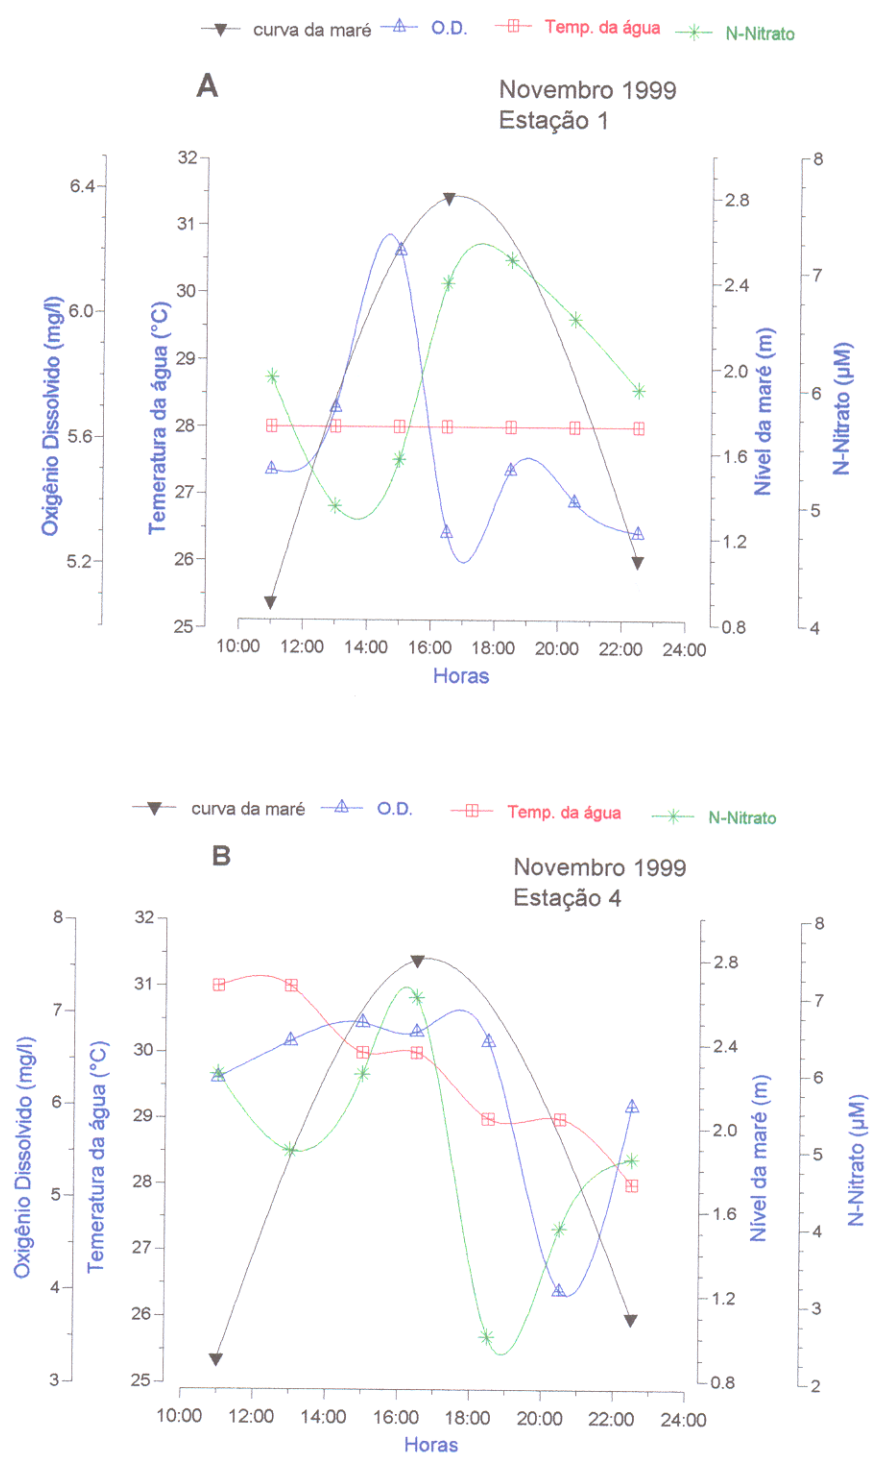 curva da maré O.D. Temp. da água N-Nitrato
A
Novembro 1999
Estação 1
Oxigênio Dissolvido (mg/l)
6.4
6.0
5.6
5.2
Temeratura da água (°C)
32
31
30
29
28
27
26
25
Nível da maré (m)
2.8
2.4
2.0
1.6
1.2
0.8
N-Nitrato (µM)
8
7
6
5
4
10:00 12:00 14:00 16:00 18:00 20:00 22:00 24:00
Horas
curva da maré O.D. Temp. da água N-Nitrato
B
Novembro 1999
Estação 4
Oxigênio Dissolvido (mg/l)
8
7
6
5
4
3
Temeratura da água (°C)
32
31
30
29
28
27
26
25
Nível da maré (m)
2.8
2.4
2.0
1.6
1.2
0.8
N-Nitrato (µM)
8
7
6
5
4
3
2
10:00 12:00 14:00 16:00 18:00 20:00 22:00 24:00
Horas